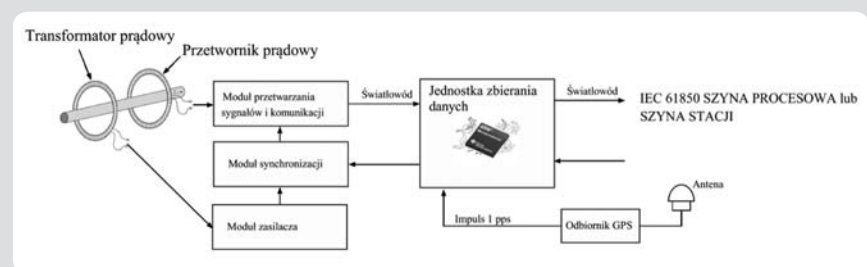 Transformator prądowy
Przetwornik prądowy
Moduł przetwarzania
sygnałów i komunikacji
Światłowód
Jednostka zbierania
danych
Światłowód
IEC 61850 SZYNA PROCESOWA lub
SZYNA STACJI
Moduł synchronizacji
Moduł zasilacza
Impuls 1 pps
Odbiornik GPS
Antena